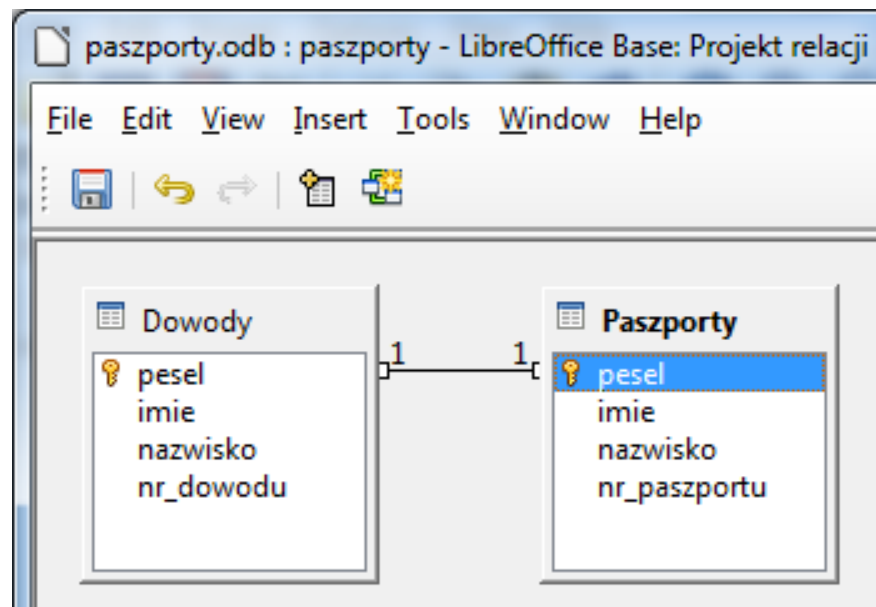 paszporty.odb : paszporty - LibreOffice Base: Projekt relacji
File Edit View Insert Tools Window Help
Dowody
pesel
imie
nazwisko
nr_dowodu
1 1
Paszporty
pesel
imie
nazwisko
nr_paszportu